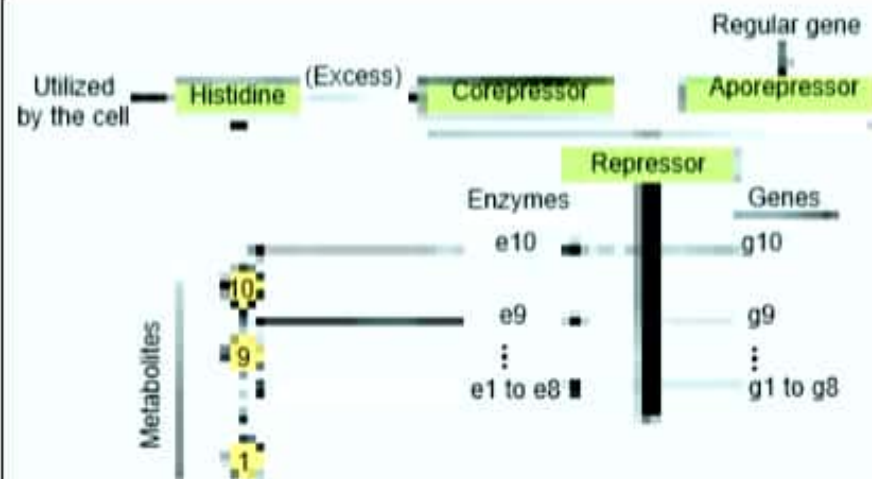 Regular gene
Utilized
by the cell
Histidine
(Excess)
Corepressor
Aporepressor
Repressor
Enzymes
Genes
e10
g10
10
e9
g9
9
e1 to e8
g1 to g8
1
Metabolites